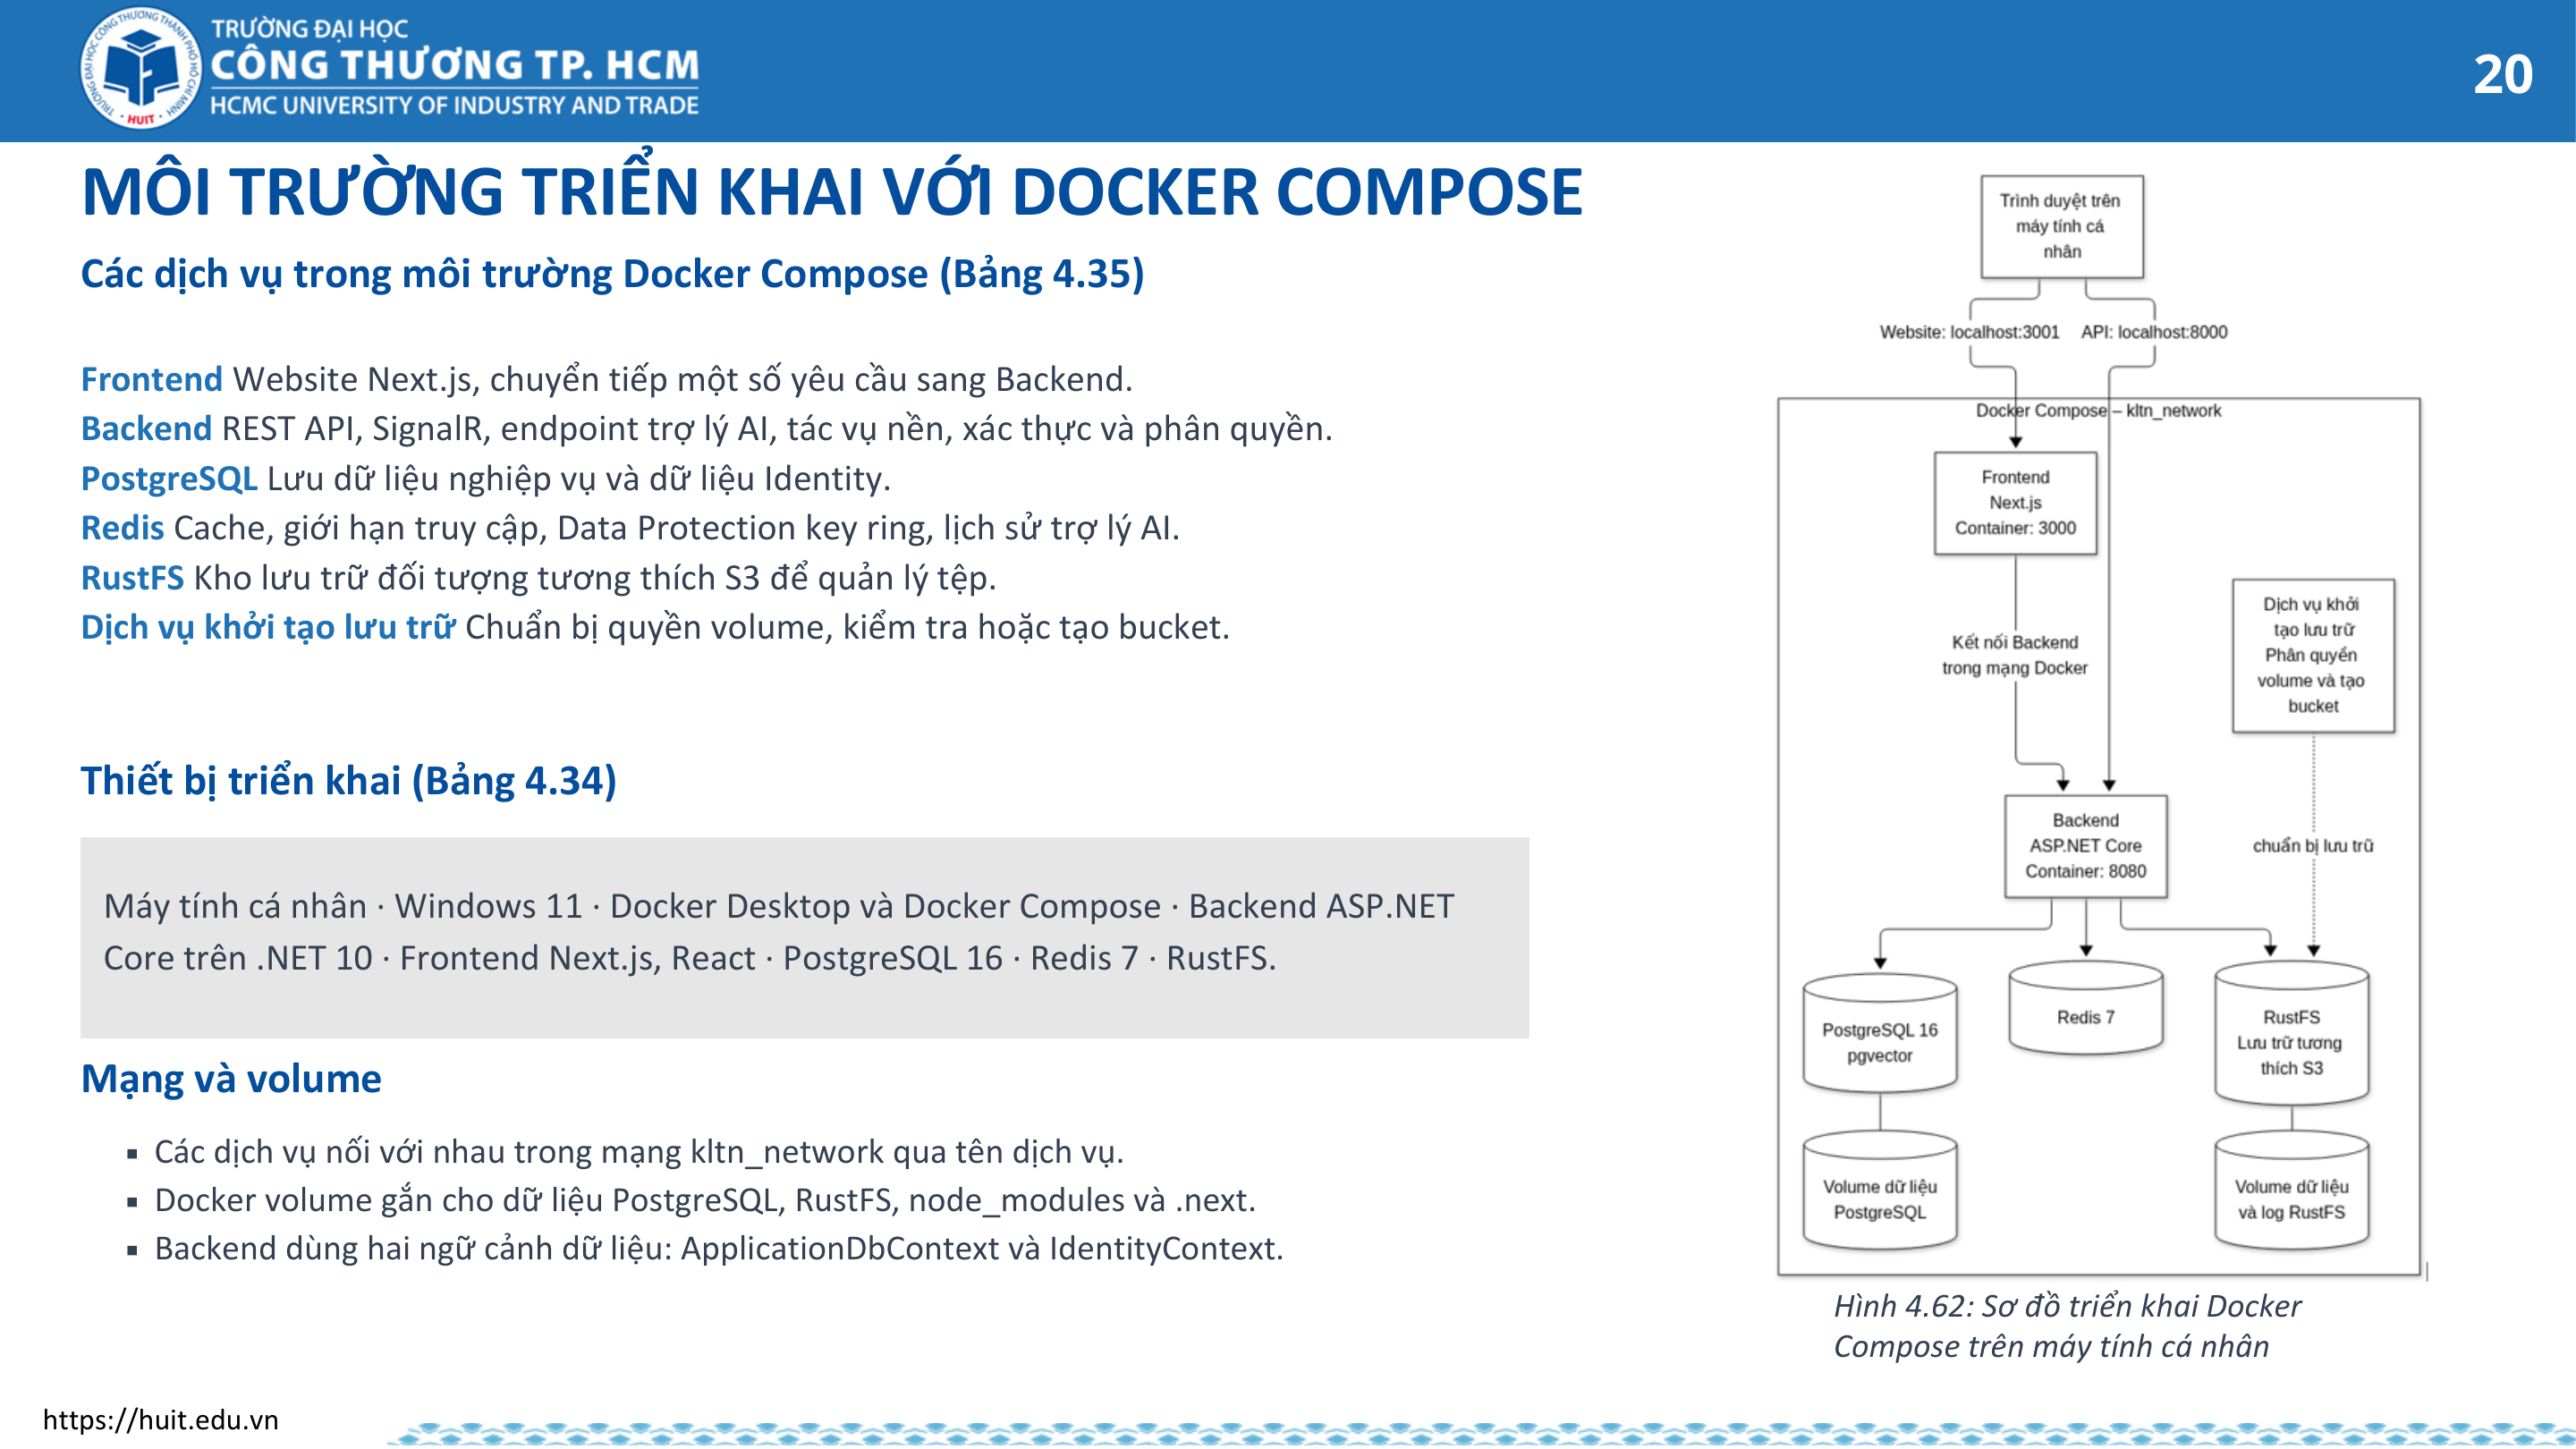 TRƯỜNG ĐẠI HỌC CÔNG THƯƠNG THÀNH PHỐ HỒ CHÍ MINH
HUIT
TRƯỜNG ĐẠI HỌC
CÔNG THƯƠNG TP. HCM
HCMC UNIVERSITY OF INDUSTRY AND TRADE
20
MÔI TRƯỜNG TRIỂN KHAI VỚI DOCKER COMPOSE
Các dịch vụ trong môi trường Docker Compose (Bảng 4.35)
Frontend Website Next.js, chuyển tiếp một số yêu cầu sang Backend.
Backend REST API, SignalR, endpoint trợ lý AI, tác vụ nền, xác thực và phân quyền.
PostgreSQL Lưu dữ liệu nghiệp vụ và dữ liệu Identity.
Redis Cache, giới hạn truy cập, Data Protection key ring, lịch sử trợ lý AI.
RustFS Kho lưu trữ đối tượng tương thích S3 để quản lý tệp.
Dịch vụ khởi tạo lưu trữ Chuẩn bị quyền volume, kiểm tra hoặc tạo bucket.
Thiết bị triển khai (Bảng 4.34)
Máy tính cá nhân · Windows 11 · Docker Desktop và Docker Compose · Backend ASP.NET
Core trên .NET 10 · Frontend Next.js, React · PostgreSQL 16 · Redis 7 · RustFS.
Mạng và volume
▪ Các dịch vụ nối với nhau trong mạng kltn_network qua tên dịch vụ.
▪ Docker volume gắn cho dữ liệu PostgreSQL, RustFS, node_modules và .next.
▪ Backend dùng hai ngữ cảnh dữ liệu: ApplicationDbContext và IdentityContext.
Trình duyệt trên
máy tính cá
nhân
Website: localhost:3001
API: localhost:8000
Docker Compose – kltn_network
Frontend
Next.js
Container: 3000
Dịch vụ khởi
tạo lưu trữ
Phân quyền
volume và tạo
bucket
Kết nối Backend
trong mạng Docker
Backend
ASP.NET Core
Container: 8080
chuẩn bị lưu trữ
PostgreSQL 16
pgvector
Redis 7
RustFS
Lưu trữ tương
thích S3
Volume dữ liệu
PostgreSQL
Volume dữ liệu
và log RustFS
Hình 4.62: Sơ đồ triển khai Docker
Compose trên máy tính cá nhân
https://huit.edu.vn